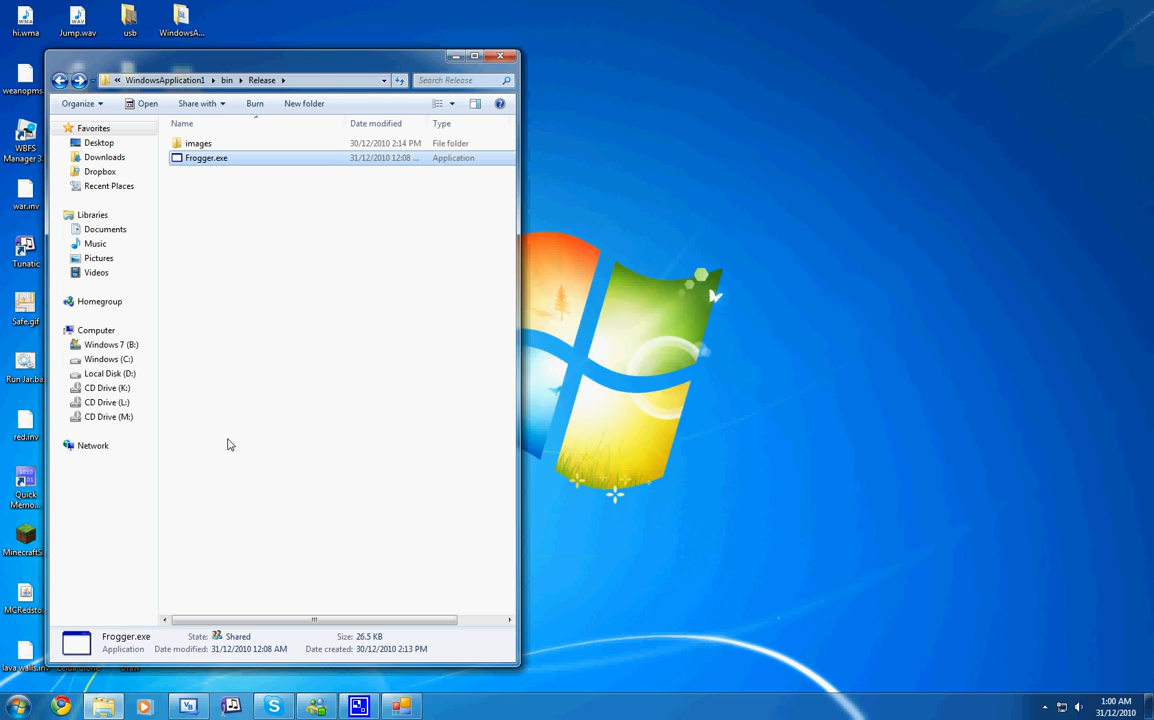 hi.wma
Jump.wav
usb
WindowsA...
weanopms.
WBFS
Manager 3.
war.inv
Tunatic
Safe.gif
Run Jar.ba
red.inv
Quick
Memo...
MinecraftS.
MCRedsto.
lava walls.inv
« WindowsApplication1 bin Release
Search Release
Organize Open Share with Burn New folder
Name Date modified Type
images 30/12/2010 2:14 PM File folder
Frogger.exe 31/12/2010 12:08 ... Application
Favorites
Desktop
Downloads
Dropbox
Recent Places
Libraries
Documents
Music
Pictures
Videos
Homegroup
Computer
Windows 7 (B:)
Windows (C:)
Local Disk (D:)
CD Drive (K:)
CD Drive (L:)
CD Drive (M:)
Network
Frogger.exe State: Shared Size: 26.5 KB
Application Date modified: 31/12/2010 12:08 AM Date created: 30/12/2010 2:13 PM
1:00 AM
31/12/2010